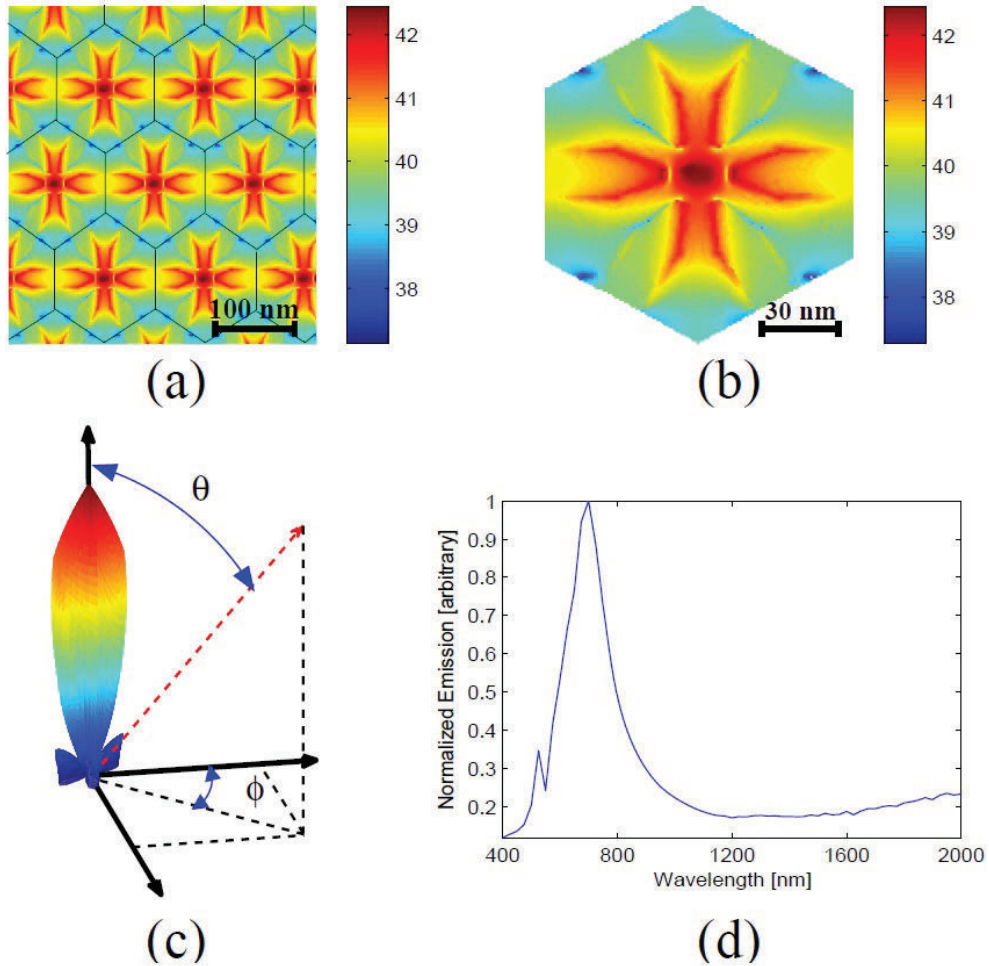 42
41
40
39
38
100 nm
(a)
42
41
40
39
38
30 nm
(b)
θ
ϕ
(c)
1
0.9
0.8
0.7
0.6
0.5
0.4
0.3
0.2
400 800 1200 1600 2000
Normalized Emission [arbitrary]
Wavelength [nm]
(d)